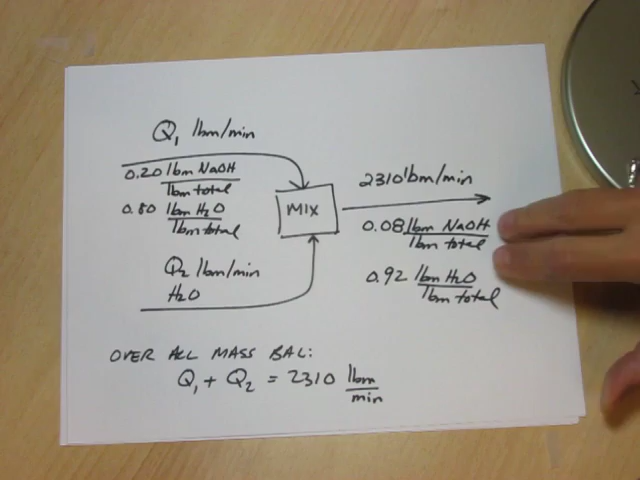 Q1 lbm/min
0.20 lbm NaOH
lbm total
0.80 lbm H2O
lbm total
MIX
2310 lbm/min
0.08 lbm NaOH
lbm total
0.92 lbm H2O
lbm total
Q2 lbm/min
H2O
OVER ALL MASS BAL:
Q1 + Q2 = 2310 lbm
min